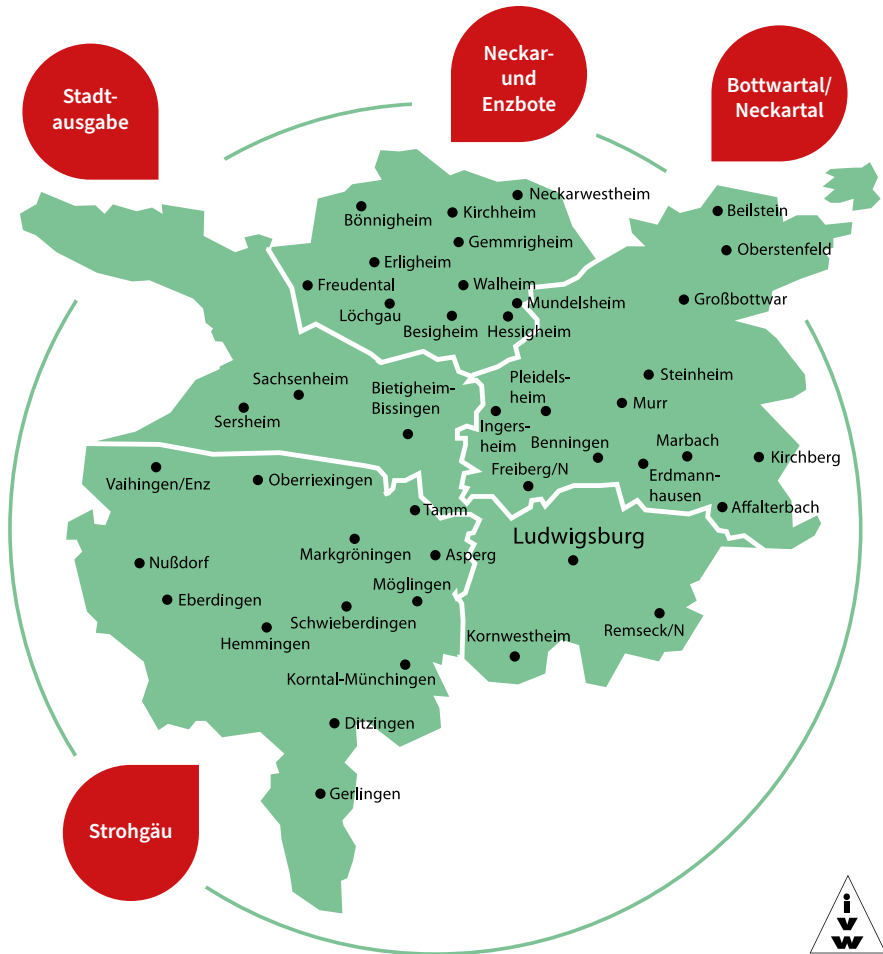 Stadt-
ausgabe
Neckar-
und
Enzbote
Bottwartal/
Neckartal
Neckarwestheim
Bönnigheim
Kirchheim
Beilstein
Gemmrigheim
Oberstenfeld
Erligheim
Freudental
Walheim
Löchgau
Mundelsheim
Großbottwar
Besigheim
Hessigheim
Sachsenheim
Bietigheim-
Bissingen
Pleidels-
heim
Steinheim
Sersheim
Murr
Ingers-
heim
Benningen
Marbach
Kirchberg
Vaihingen/Enz
Oberriexingen
Freiberg/N
Erdmann-
hausen
Tamm
Affalterbach
Markgröningen
Asperg
Ludwigsburg
Nußdorf
Möglingen
Eberdingen
Schwieberdingen
Remseck/N
Hemmingen
Kornwestheim
Korntal-Münchingen
Ditzingen
Gerlingen
Strohgäu
i
v
w